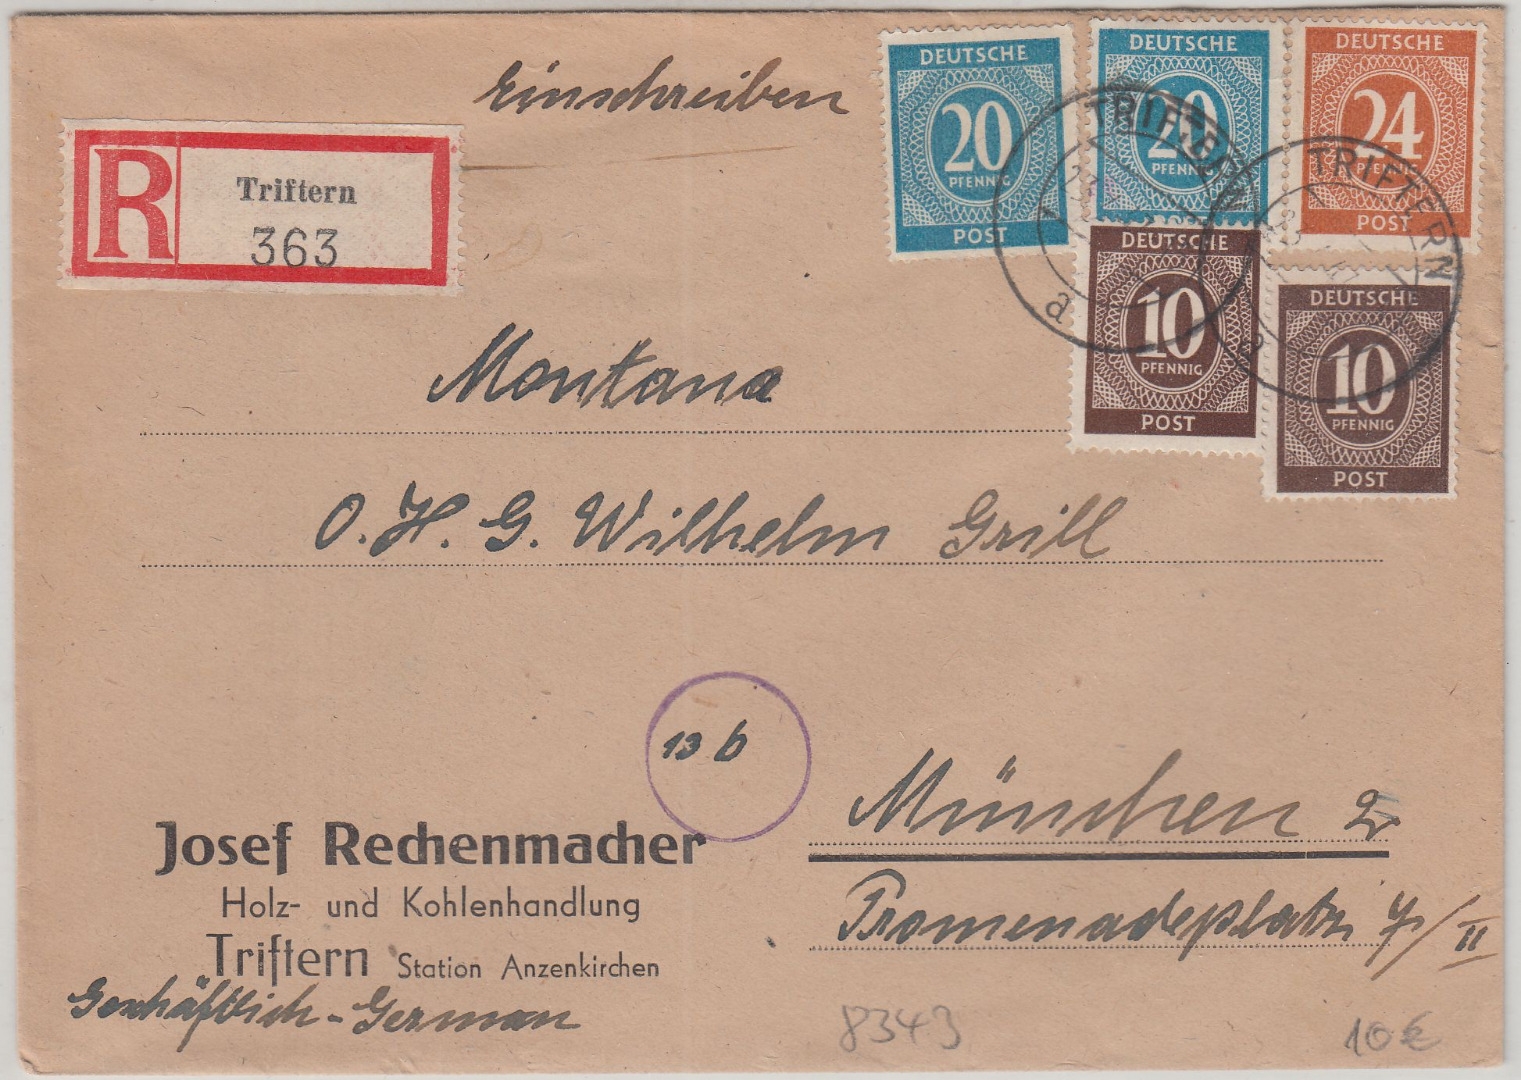 Einschreiben
R
Triftern
363
DEUTSCHE
20
PFENNIG
POST
DEUTSCHE
20
PFENNIG
DEUTSCHE
24
PFENNIG
POST
DEUTSCHE
10
PFENNIG
POST
DEUTSCHE
10
PFENNIG
POST
TRIFTERN
a
TRIFTERN
a
Montana
O. H. G. Wilhelm Grill
13 b
München 2
Promenadeplatz /II
Josef Rechenmacher
Holz- und Kohlenhandlung
Triftern Station Anzenkirchen
Geschäftlich - German
8343
10€